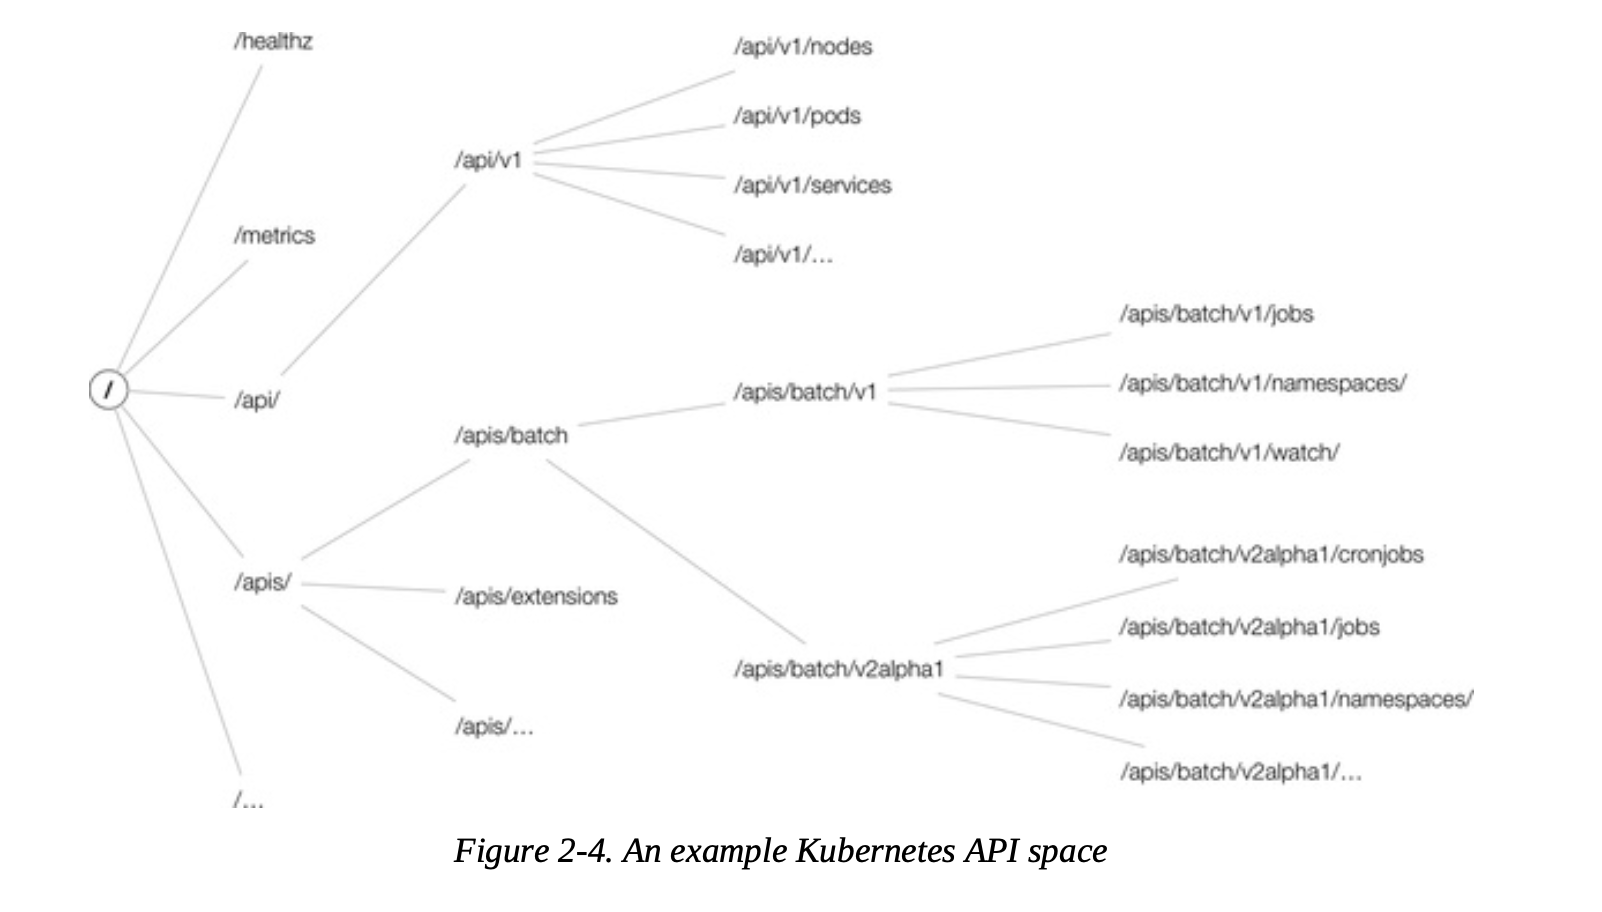 /healthz
/metrics
/
/api/
/apis/
/...
/api/v1
/apis/batch
/apis/extensions
/apis/...
/api/v1/nodes
/api/v1/pods
/api/v1/services
/api/v1/...
/apis/batch/v1
/apis/batch/v2alpha1
/apis/batch/v1/jobs
/apis/batch/v1/namespaces/
/apis/batch/v1/watch/
/apis/batch/v2alpha1/cronjobs
/apis/batch/v2alpha1/jobs
/apis/batch/v2alpha1/namespaces/
/apis/batch/v2alpha1/...
Figure 2-4. An example Kubernetes API space